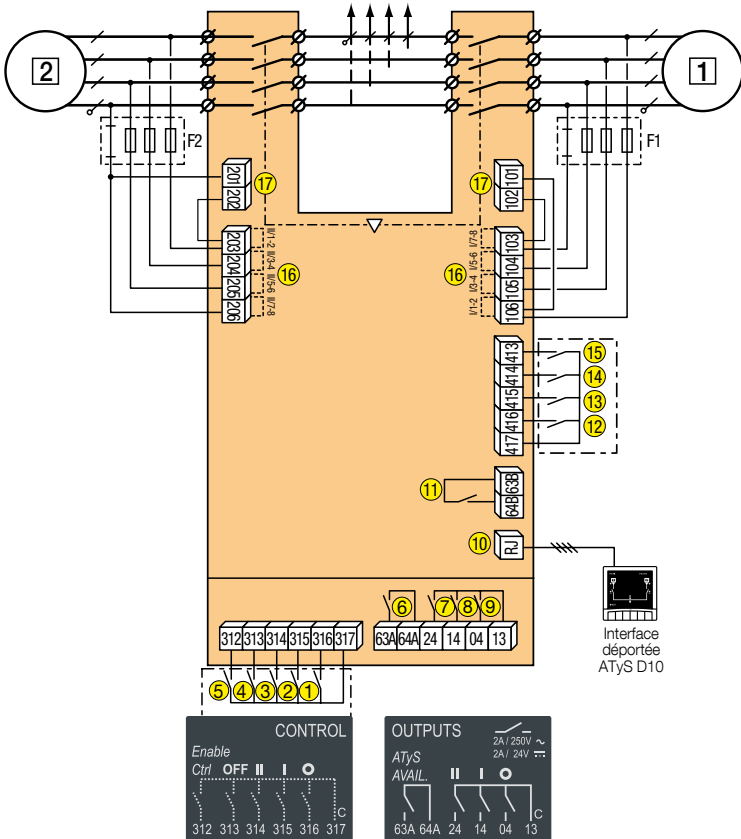 2
1
F2
F1
201
202
17
17
101
102
203
204
205
206
II/1-2
II/3-4
II/5-6
II/7-8
16
16
I/7-8
I/5-6
I/3-4
I/1-2
103
104
105
106
413
414
415
416
417
15
14
13
12
11
63B
64B
10
RJ
Interface
déportée
ATyS D10
6
7
8
9
312 313 314 315 316 317
63A 64A 24 14 04 13
5
4
3
2
1
CONTROL
Enable
Ctrl OFF II I O
C
312 313 314 315 316 317
OUTPUTS
2A / 250V ~
2A / 24V ⎓
ATyS
AVAIL. II I O
C
63A 64A 24 14 04 13